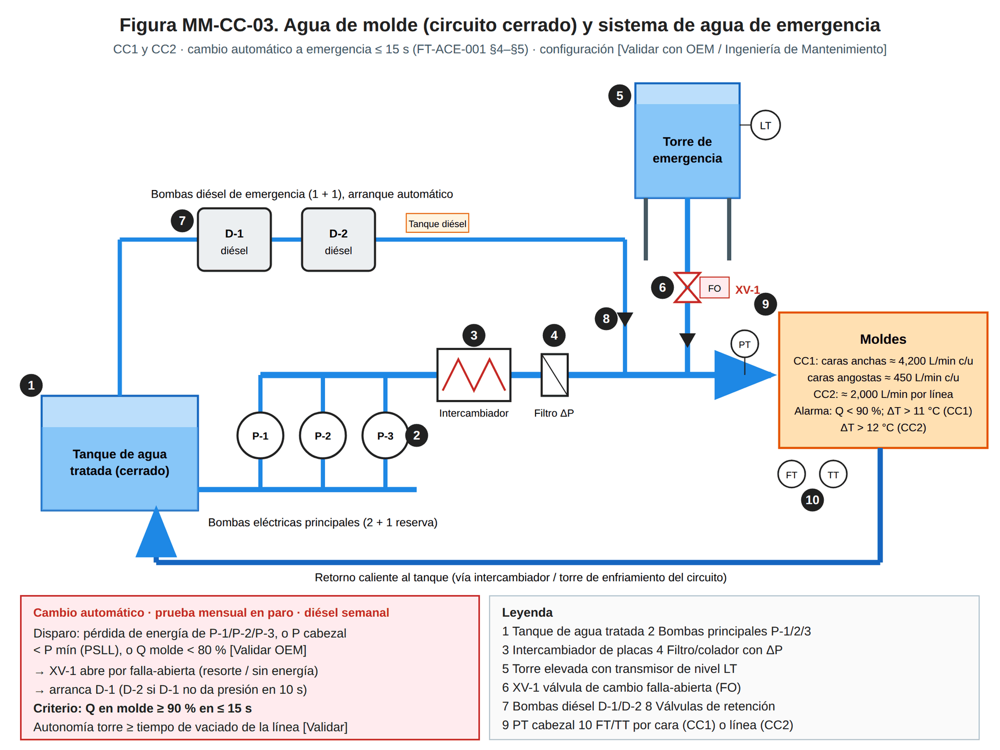 Figura MM-CC-03. Agua de molde (circuito cerrado) y sistema de agua de emergencia
CC1 y CC2 · cambio automático a emergencia ≤ 15 s (FT-ACE-001 §4–§5) · configuración [Validar con OEM / Ingeniería de Mantenimiento]
5
LT
Torre de
emergencia
Bombas diésel de emergencia (1 + 1), arranque automático
7
D-1
diésel
D-2
diésel
Tanque diésel
6
FO
XV-1
9
8
3
4
PT
Moldes
CC1: caras anchas ≈ 4,200 L/min c/u
caras angostas ≈ 450 L/min c/u
CC2: ≈ 2,000 L/min por línea
Alarma: Q < 90 %; ΔT > 11 °C (CC1)
ΔT > 12 °C (CC2)
1
Intercambiador
Filtro ΔP
P-1
P-2
P-3
2
Tanque de agua
tratada (cerrado)
FT
TT
10
Bombas eléctricas principales (2 + 1 reserva)
Retorno caliente al tanque (vía intercambiador / torre de enfriamiento del circuito)
Cambio automático · prueba mensual en paro · diésel semanal
Disparo: pérdida de energía de P-1/P-2/P-3, o P cabezal
< P mín (PSLL), o Q molde < 80 % [Validar OEM]
→ XV-1 abre por falla-abierta (resorte / sin energía)
→ arranca D-1 (D-2 si D-1 no da presión en 10 s)
Criterio: Q en molde ≥ 90 % en ≤ 15 s
Autonomía torre ≥ tiempo de vaciado de la línea [Validar]
Leyenda
1 Tanque de agua tratada 2 Bombas principales P-1/2/3
3 Intercambiador de placas 4 Filtro/colador con ΔP
5 Torre elevada con transmisor de nivel LT
6 XV-1 válvula de cambio falla-abierta (FO)
7 Bombas diésel D-1/D-2 8 Válvulas de retención
9 PT cabezal 10 FT/TT por cara (CC1) o línea (CC2)